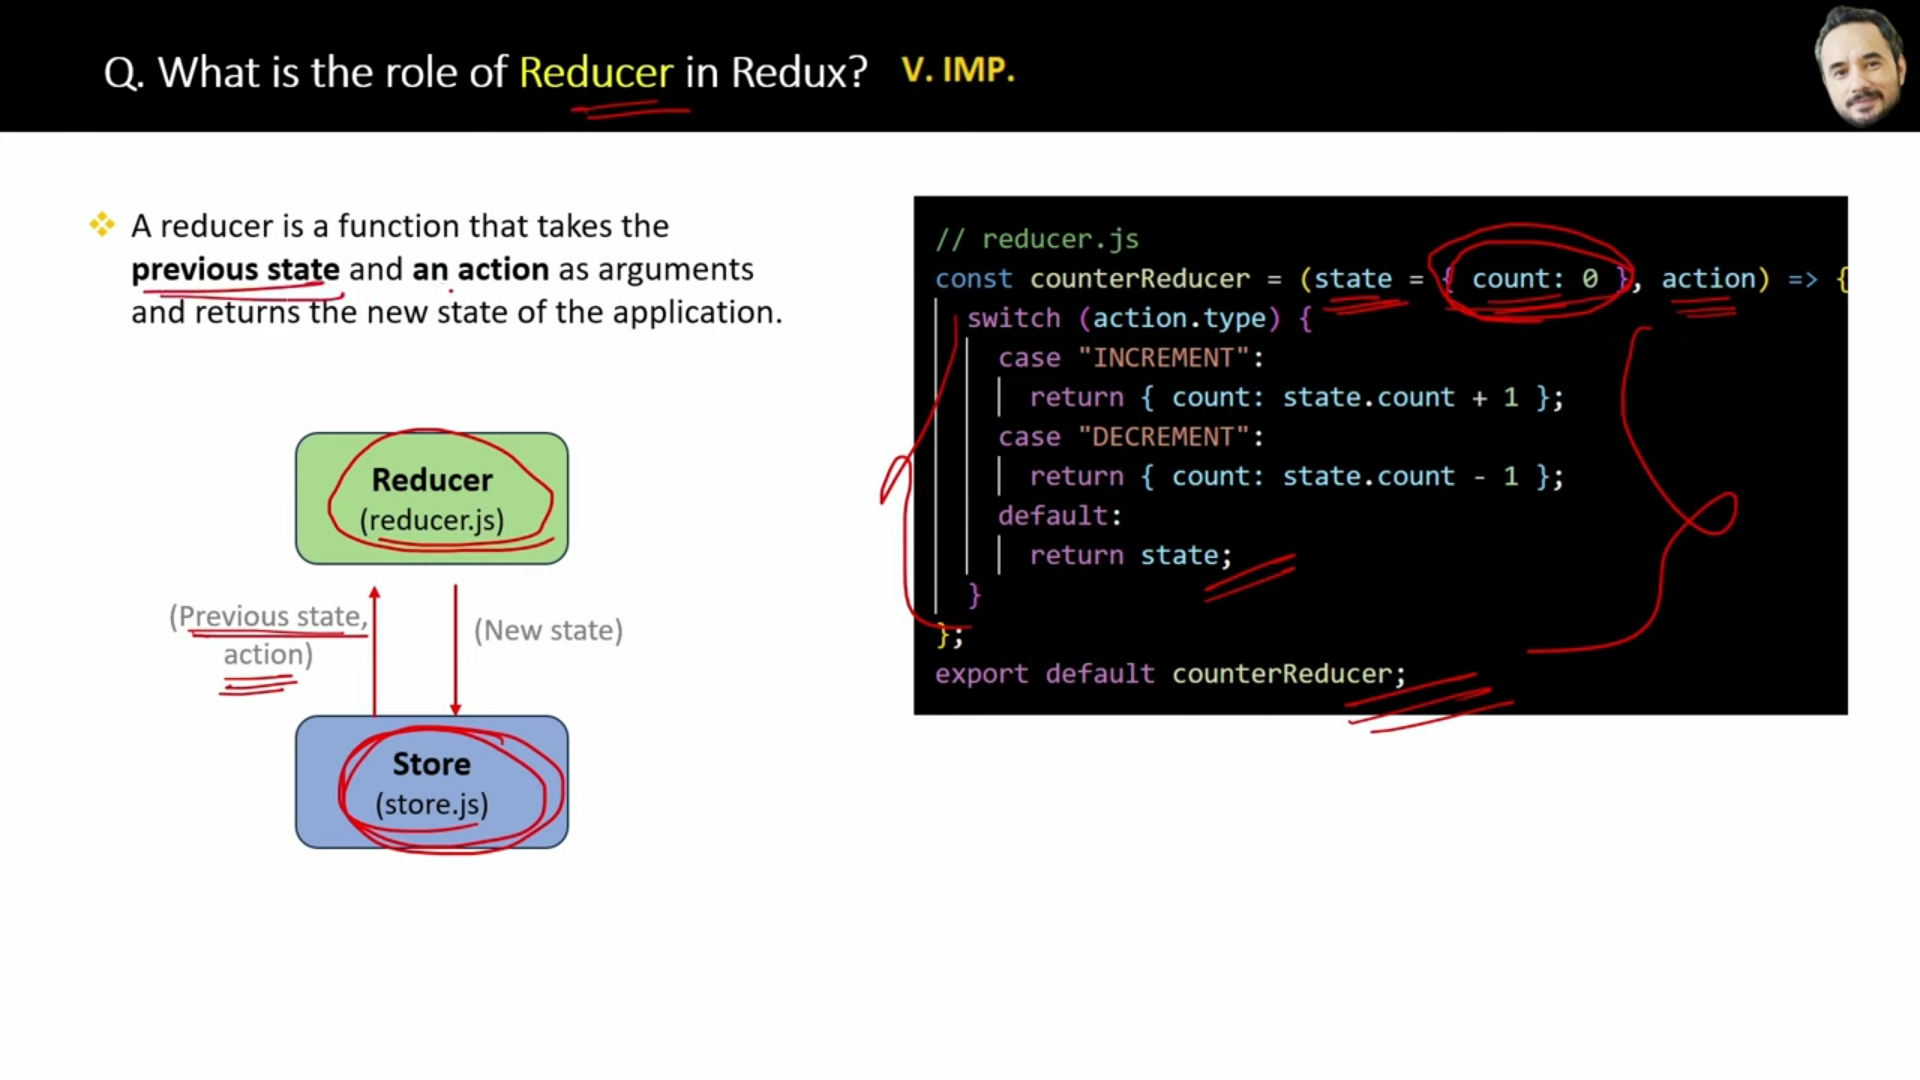 Q. What is the role of Reducer in Redux? V. IMP.
A reducer is a function that takes the
previous state and an action as arguments
and returns the new state of the application.
Reducer
(reducer.js)
(Previous state,
action)
(New state)
Store
(store.js)
// reducer.js
const counterReducer = (state = { count: 0 }, action) => {
switch (action.type) {
case "INCREMENT":
return { count: state.count + 1 };
case "DECREMENT":
return { count: state.count - 1 };
default:
return state;
}
};
export default counterReducer;